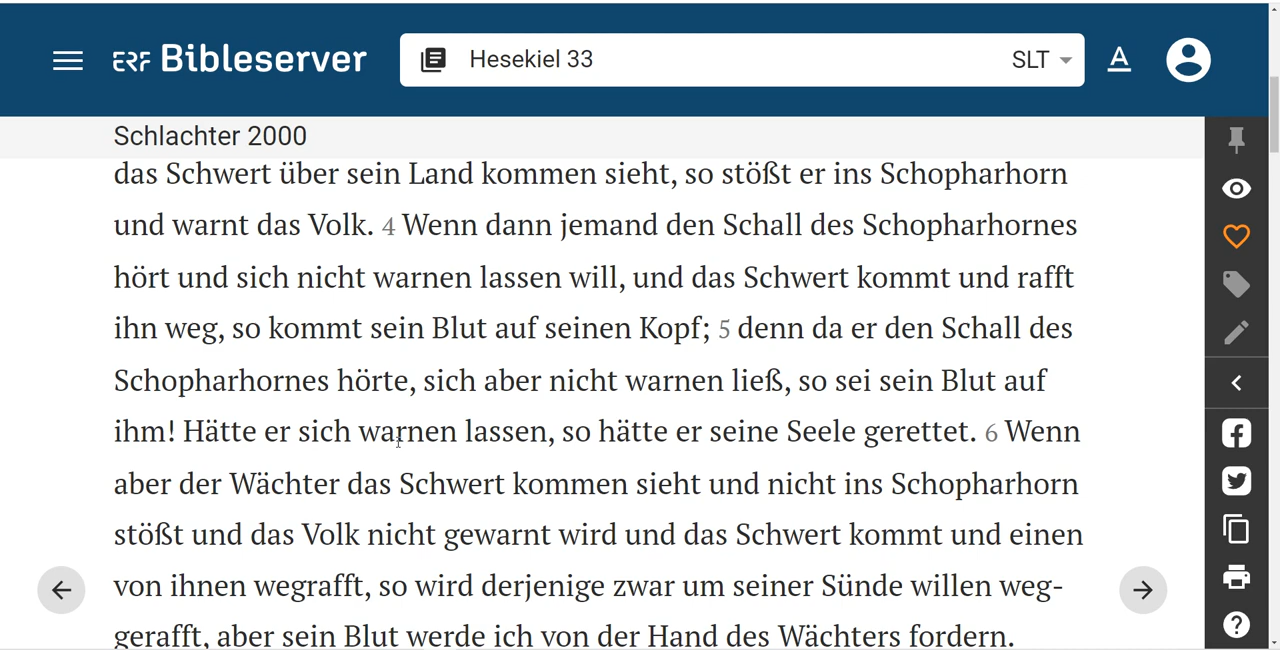 ERF Bibleserver
Hesekiel 33
SLT
A
Schlachter 2000
das Schwert über sein Land kommen sieht, so stößt er ins Schopharhorn
und warnt das Volk. 4 Wenn dann jemand den Schall des Schopharhornes
hört und sich nicht warnen lassen will, und das Schwert kommt und rafft
ihn weg, so kommt sein Blut auf seinen Kopf; 5 denn da er den Schall des
Schopharhornes hörte, sich aber nicht warnen ließ, so sei sein Blut auf
ihm! Hätte er sich warnen lassen, so hätte er seine Seele gerettet. 6 Wenn
aber der Wächter das Schwert kommen sieht und nicht ins Schopharhorn
stößt und das Volk nicht gewarnt wird und das Schwert kommt und einen
von ihnen wegrafft, so wird derjenige zwar um seiner Sünde willen weg-
gerafft, aber sein Blut werde ich von der Hand des Wächters fordern.